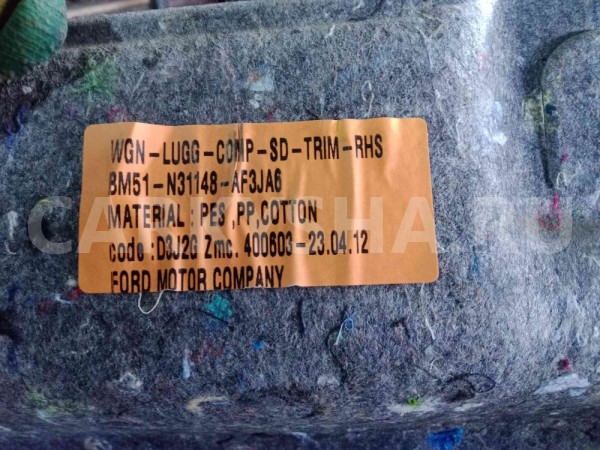 WGN-LUGG-COMP-SD-TRIM-RHS
BM51-N31148-AF3JA6
MATERIAL : PES ,PP,COTTON
code :D3J2G Zmc. 400603-23.04.12
FORD MOTOR COMPANY